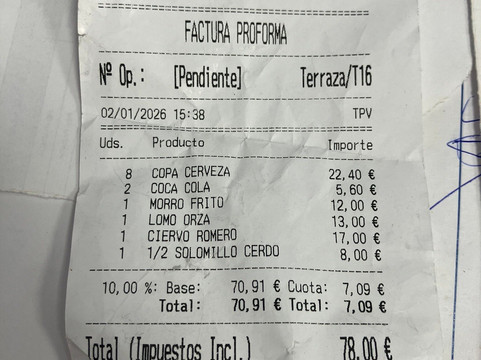 FACTURA PROFORMA
Nº Op.: [Pendiente] Terraza/T16
02/01/2026 15:38 TPV
Uds. Producto Importe
8 COPA CERVEZA 22,40 €
2 COCA COLA 5,60 €
1 MORRO FRITO 12,00 €
1 LOMO ORZA 13,00 €
1 CIERVO ROMERO 17,00 €
1 1/2 SOLOMILLO CERDO 8,00 €
10,00 %: Base: 70,91 € Cuota: 7,09 €
Total: 70,91 € Total: 7,09 €
Total (Impuestos Incl.) 78,00 €